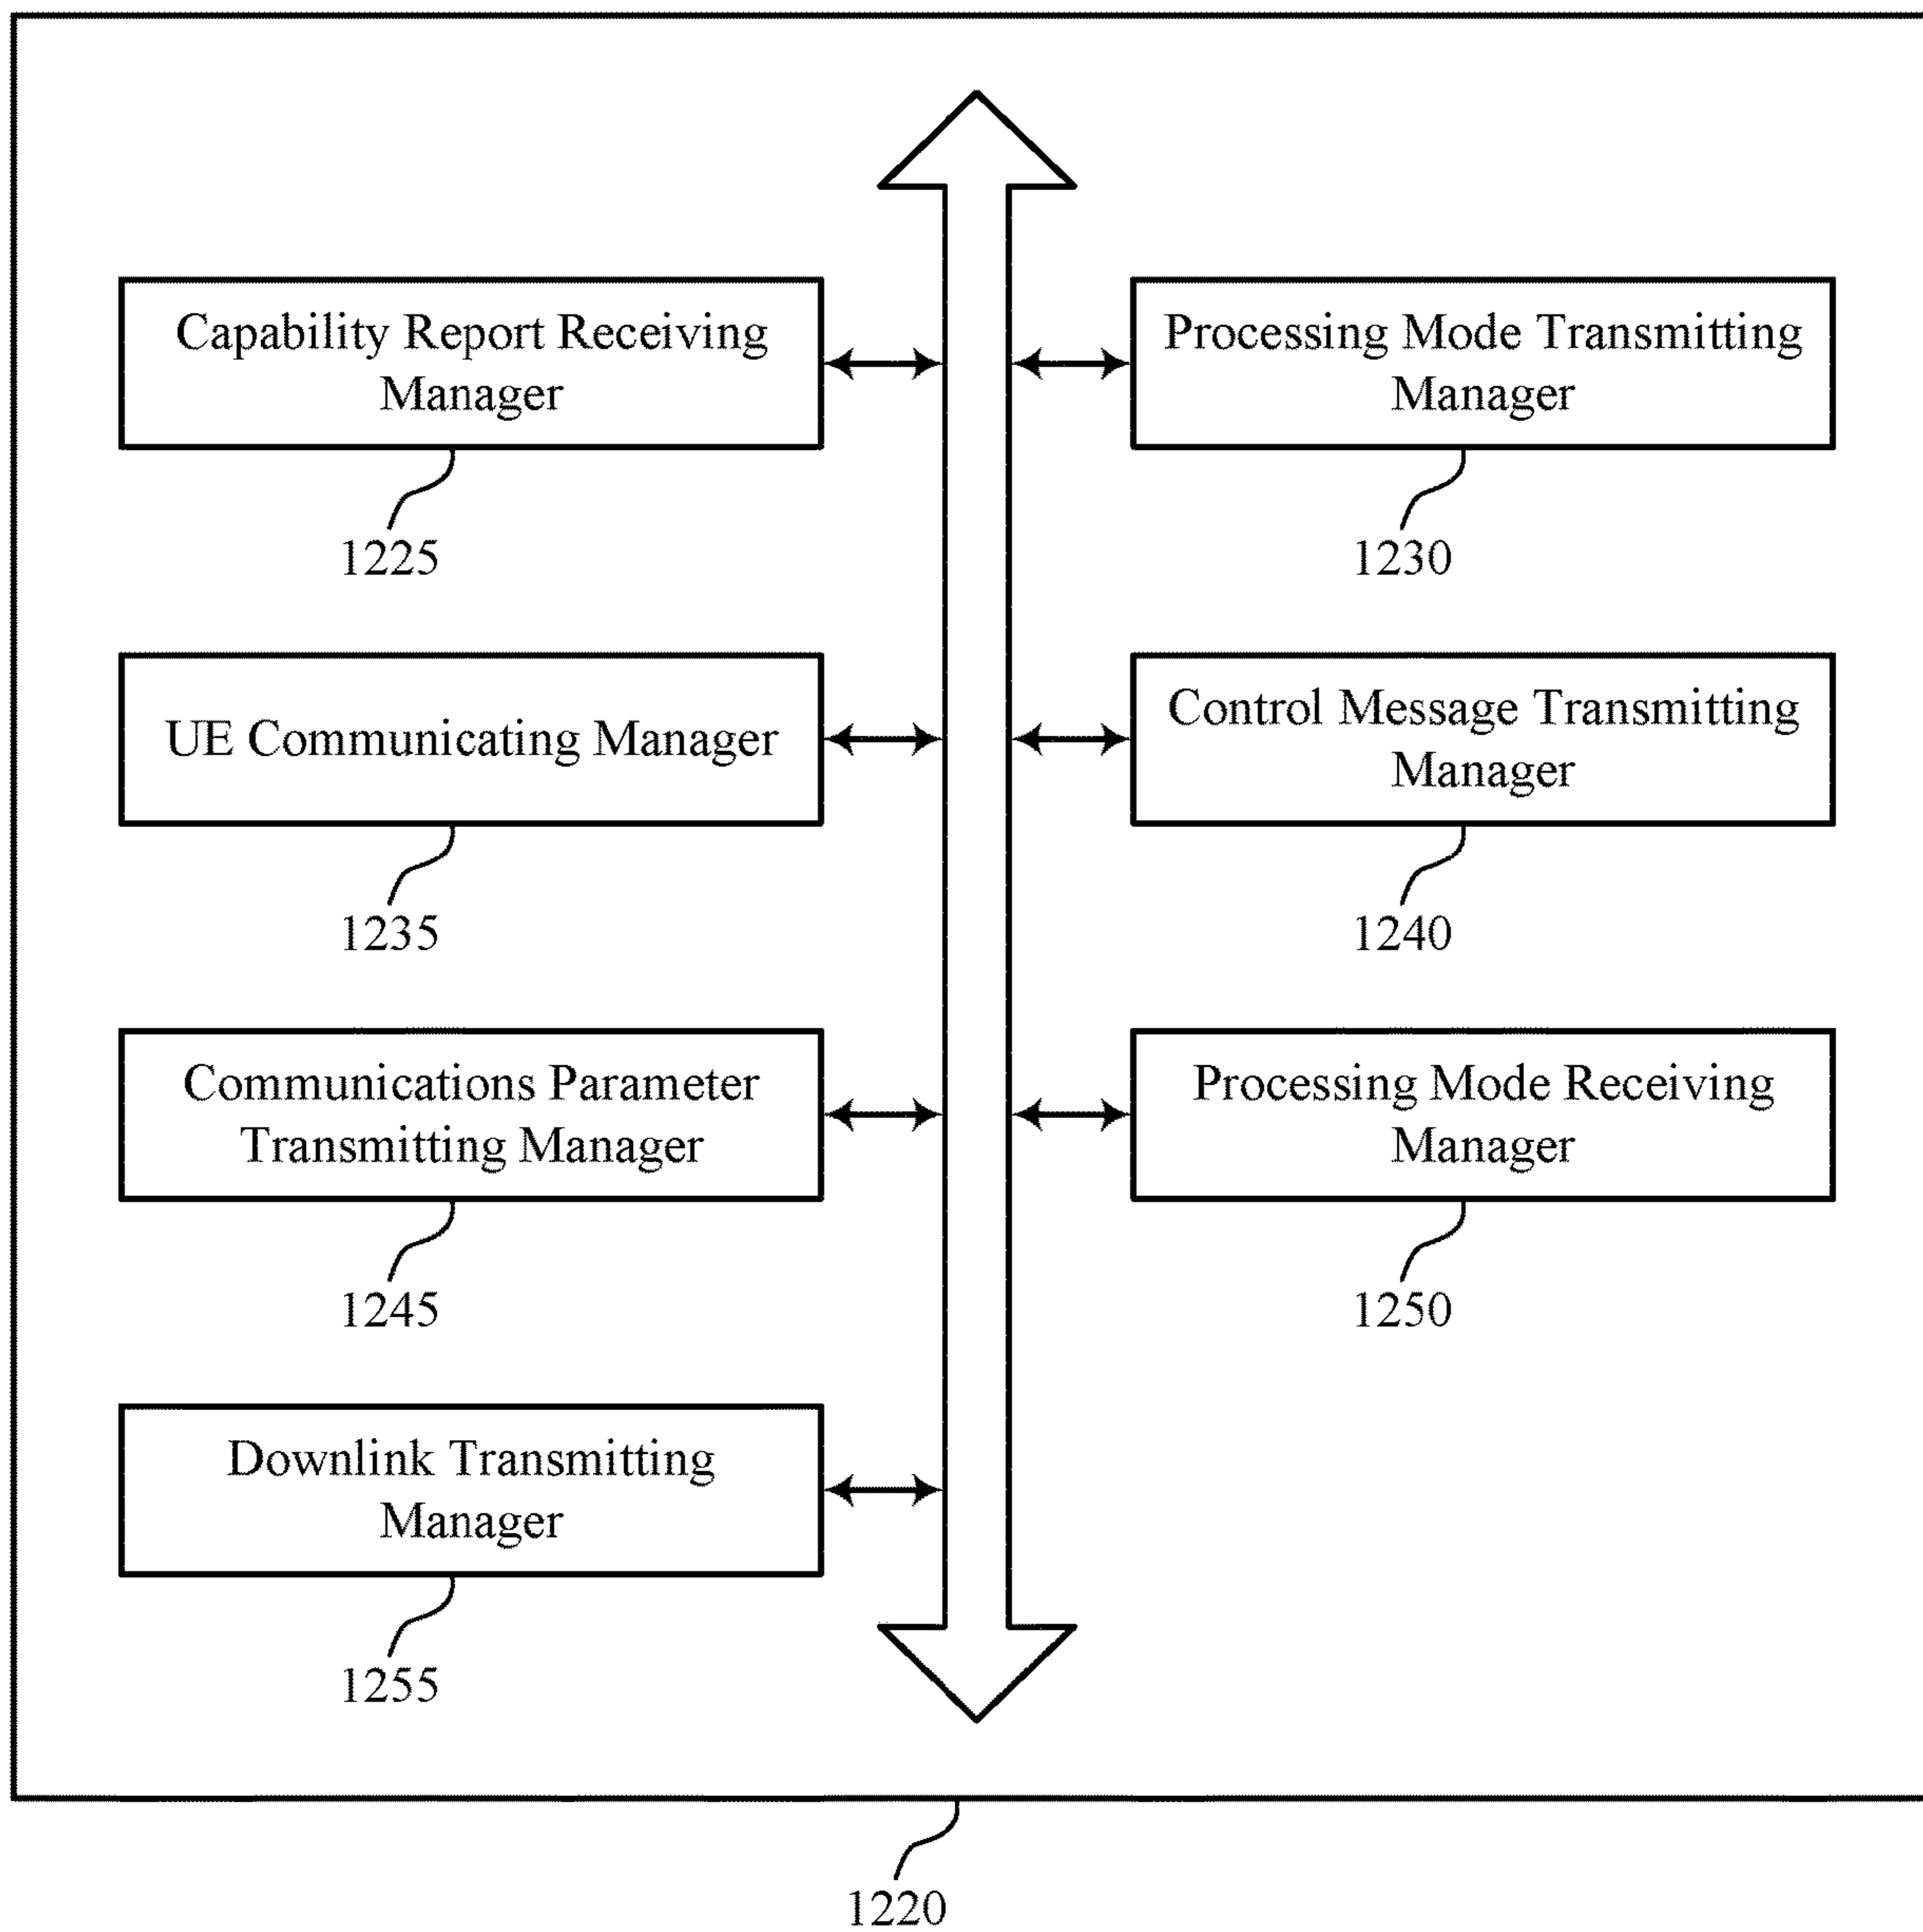 Capability Report Receiving
Manager
1225
Processing Mode Transmitting
Manager
1230
UE Communicating Manager
1235
Control Message Transmitting
Manager
1240
Communications Parameter
Transmitting Manager
1245
Processing Mode Receiving
Manager
1250
Downlink Transmitting
Manager
1255
1220